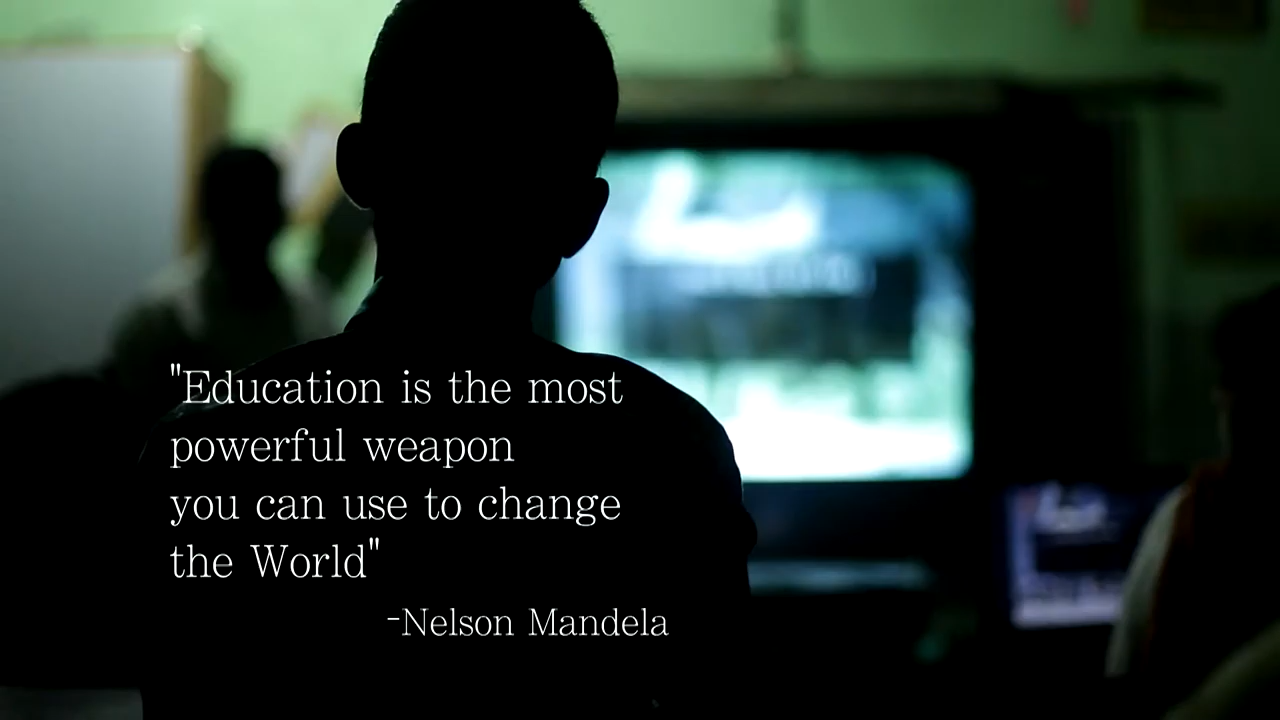 "Education is the most
powerful weapon
you can use to change
the World"
-Nelson Mandela